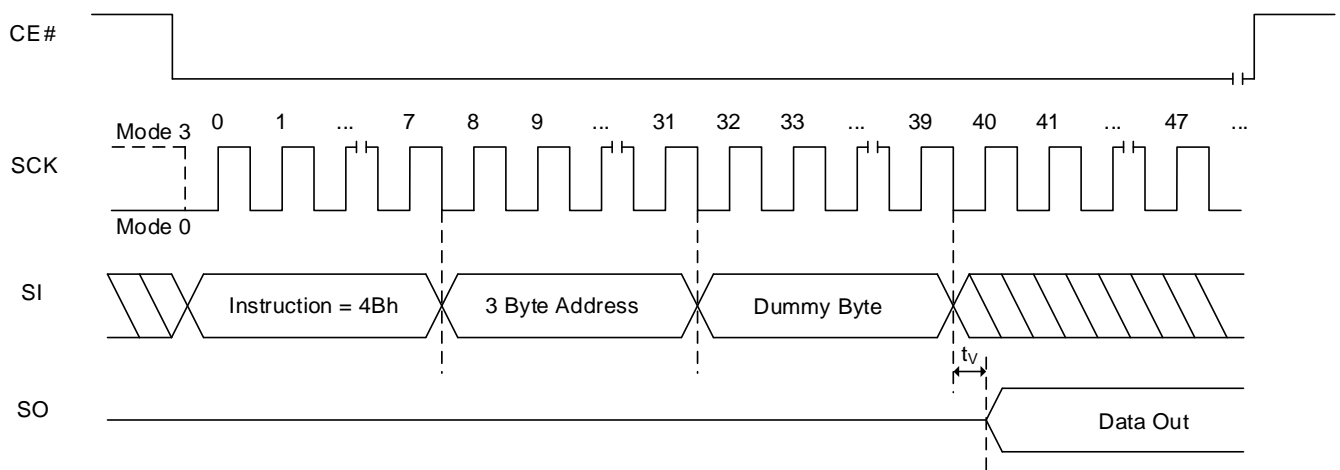 CE#
Mode 3 0 1 ... 7 8 9 ... 31 32 33 ... 39 40 41 ... 47 ...
SCK
Mode 0
SI Instruction = 4Bh 3 Byte Address Dummy Byte
tV
SO Data Out